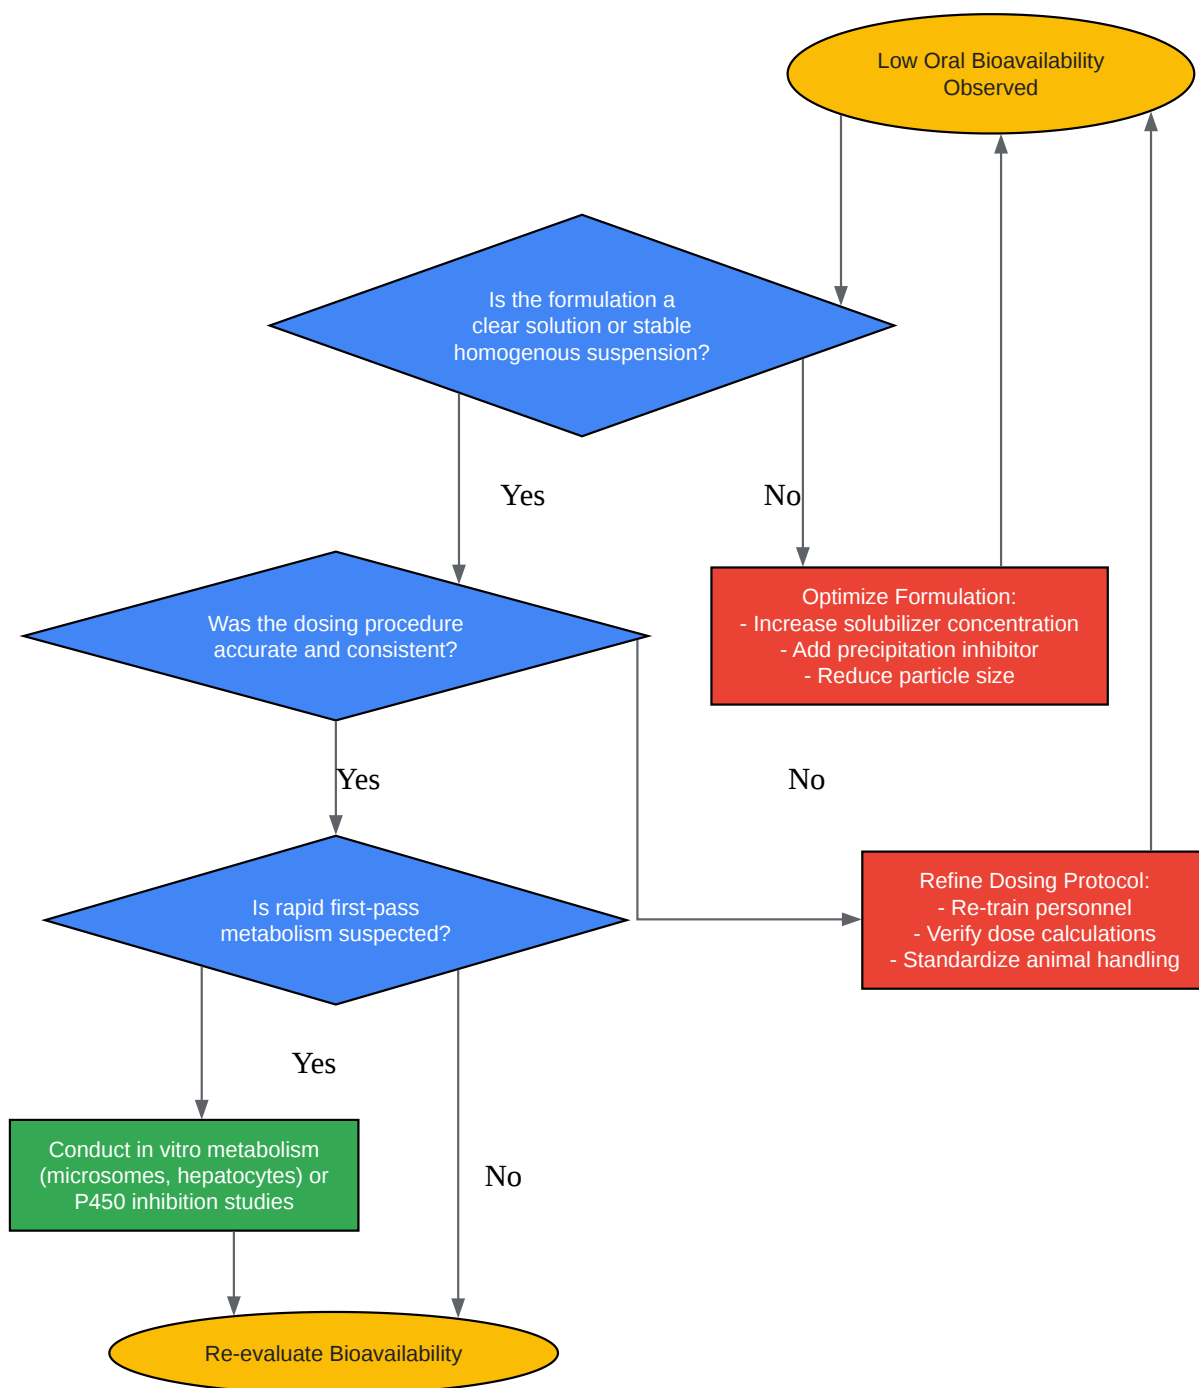 Low Oral Bioavailability
Observed
Is the formulation a
clear solution or stable
homogenous suspension?
Yes
No
Optimize Formulation:
- Increase solubilizer concentration
- Add precipitation inhibitor
- Reduce particle size
Was the dosing procedure
accurate and consistent?
Yes
No
Refine Dosing Protocol:
- Re-train personnel
- Verify dose calculations
- Standardize animal handling
Is rapid first-pass
metabolism suspected?
Yes
No
Conduct in vitro metabolism
(microsomes, hepatocytes) or
P450 inhibition studies
Re-evaluate Bioavailability